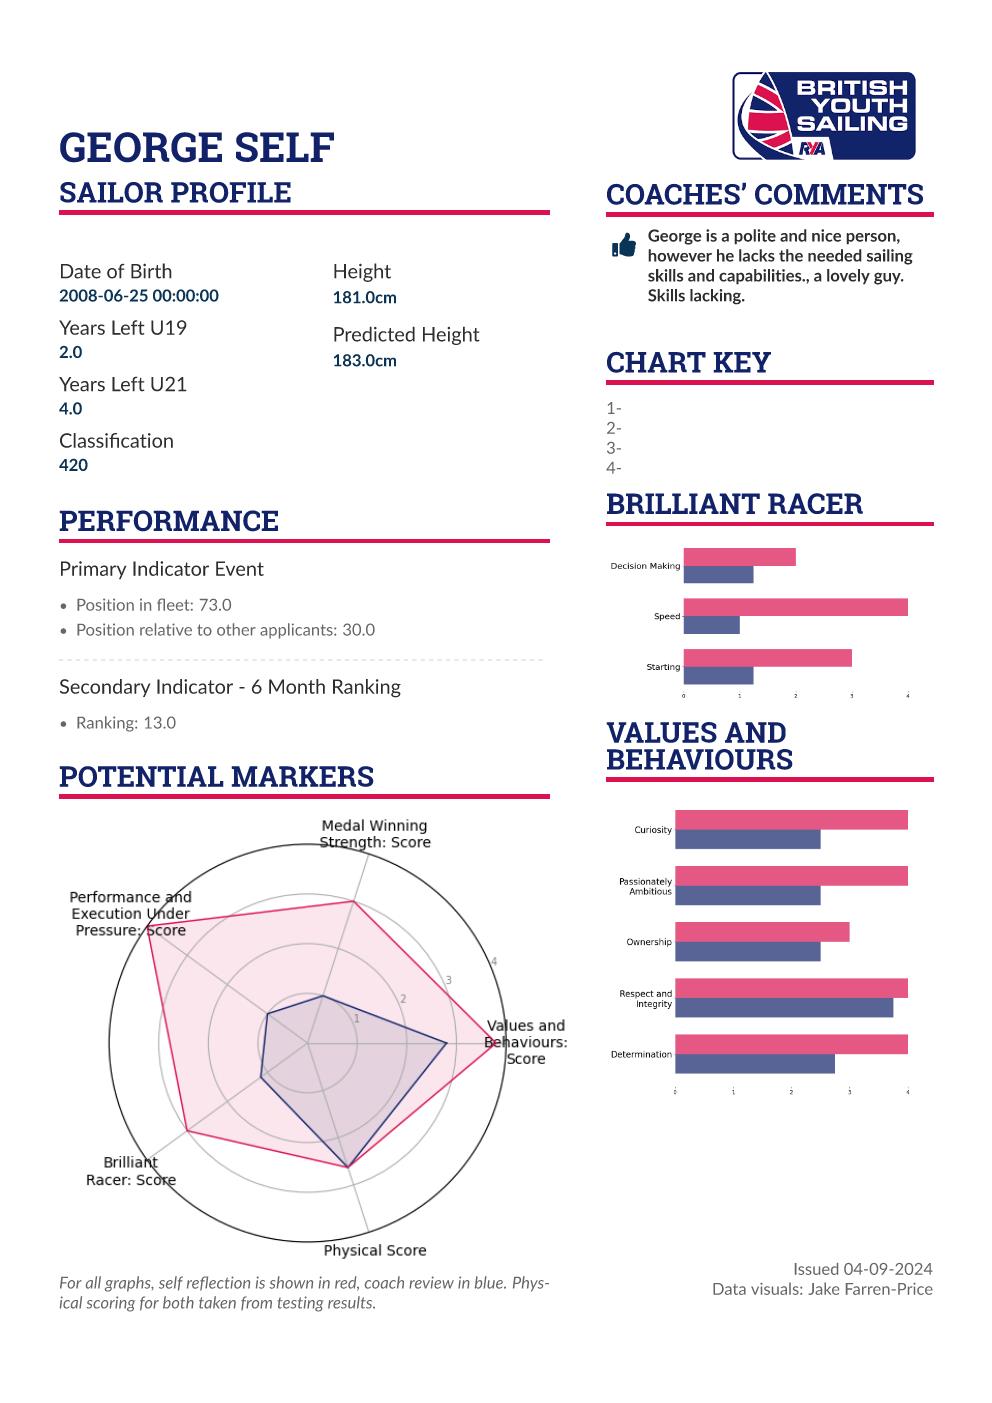 BRITISH
YOUTH
SAILING
RYA
GEORGE SELF
SAILOR PROFILE
Date of Birth
2008-06-25 00:00:00
Years Left U19
2.0
Years Left U21
4.0
Classification
420
Height
181.0cm
Predicted Height
183.0cm
PERFORMANCE
Primary Indicator Event
• Position in fleet: 73.0
• Position relative to other applicants: 30.0
Secondary Indicator - 6 Month Ranking
• Ranking: 13.0
POTENTIAL MARKERS
Medal Winning
Strength: Score
Performance and
Execution Under
Pressure: Score
4
3
2
1
Values and
Behaviours:
Score
Brilliant
Racer: Score
Physical Score
For all graphs, self reflection is shown in red, coach review in blue. Phys-
ical scoring for both taken from testing results.
COACHES’ COMMENTS
George is a polite and nice person,
however he lacks the needed sailing
skills and capabilities., a lovely guy.
Skills lacking.
CHART KEY
1-
2-
3-
4-
BRILLIANT RACER
Decision Making
Speed
Starting
0 1 2 3 4
VALUES AND
BEHAVIOURS
Curiosity
Passionately
Ambitious
Ownership
Respect and
Integrity
Determination
0 1 2 3 4
Issued 04-09-2024
Data visuals: Jake Farren-Price